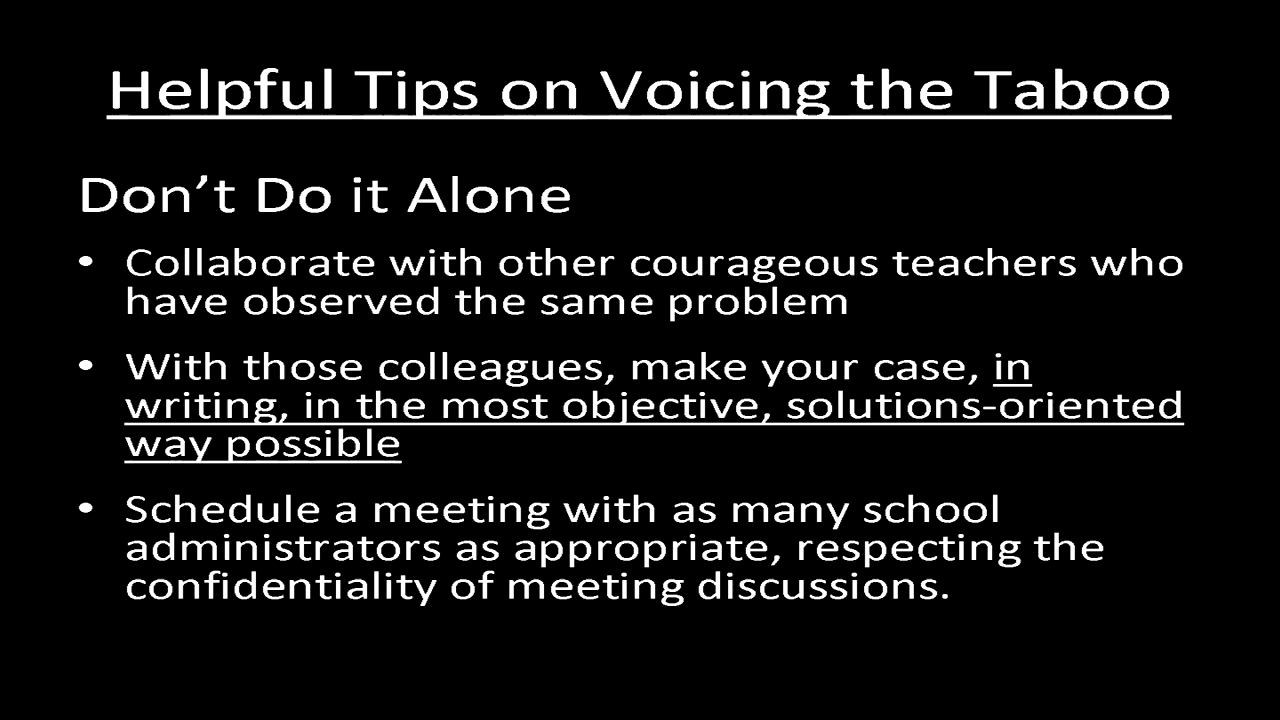 Helpful Tips on Voicing the Taboo
Don’t Do it Alone
• Collaborate with other courageous teachers who
have observed the same problem
• With those colleagues, make your case, in
writing, in the most objective, solutions-oriented
way possible
• Schedule a meeting with as many school
administrators as appropriate, respecting the
confidentiality of meeting discussions.